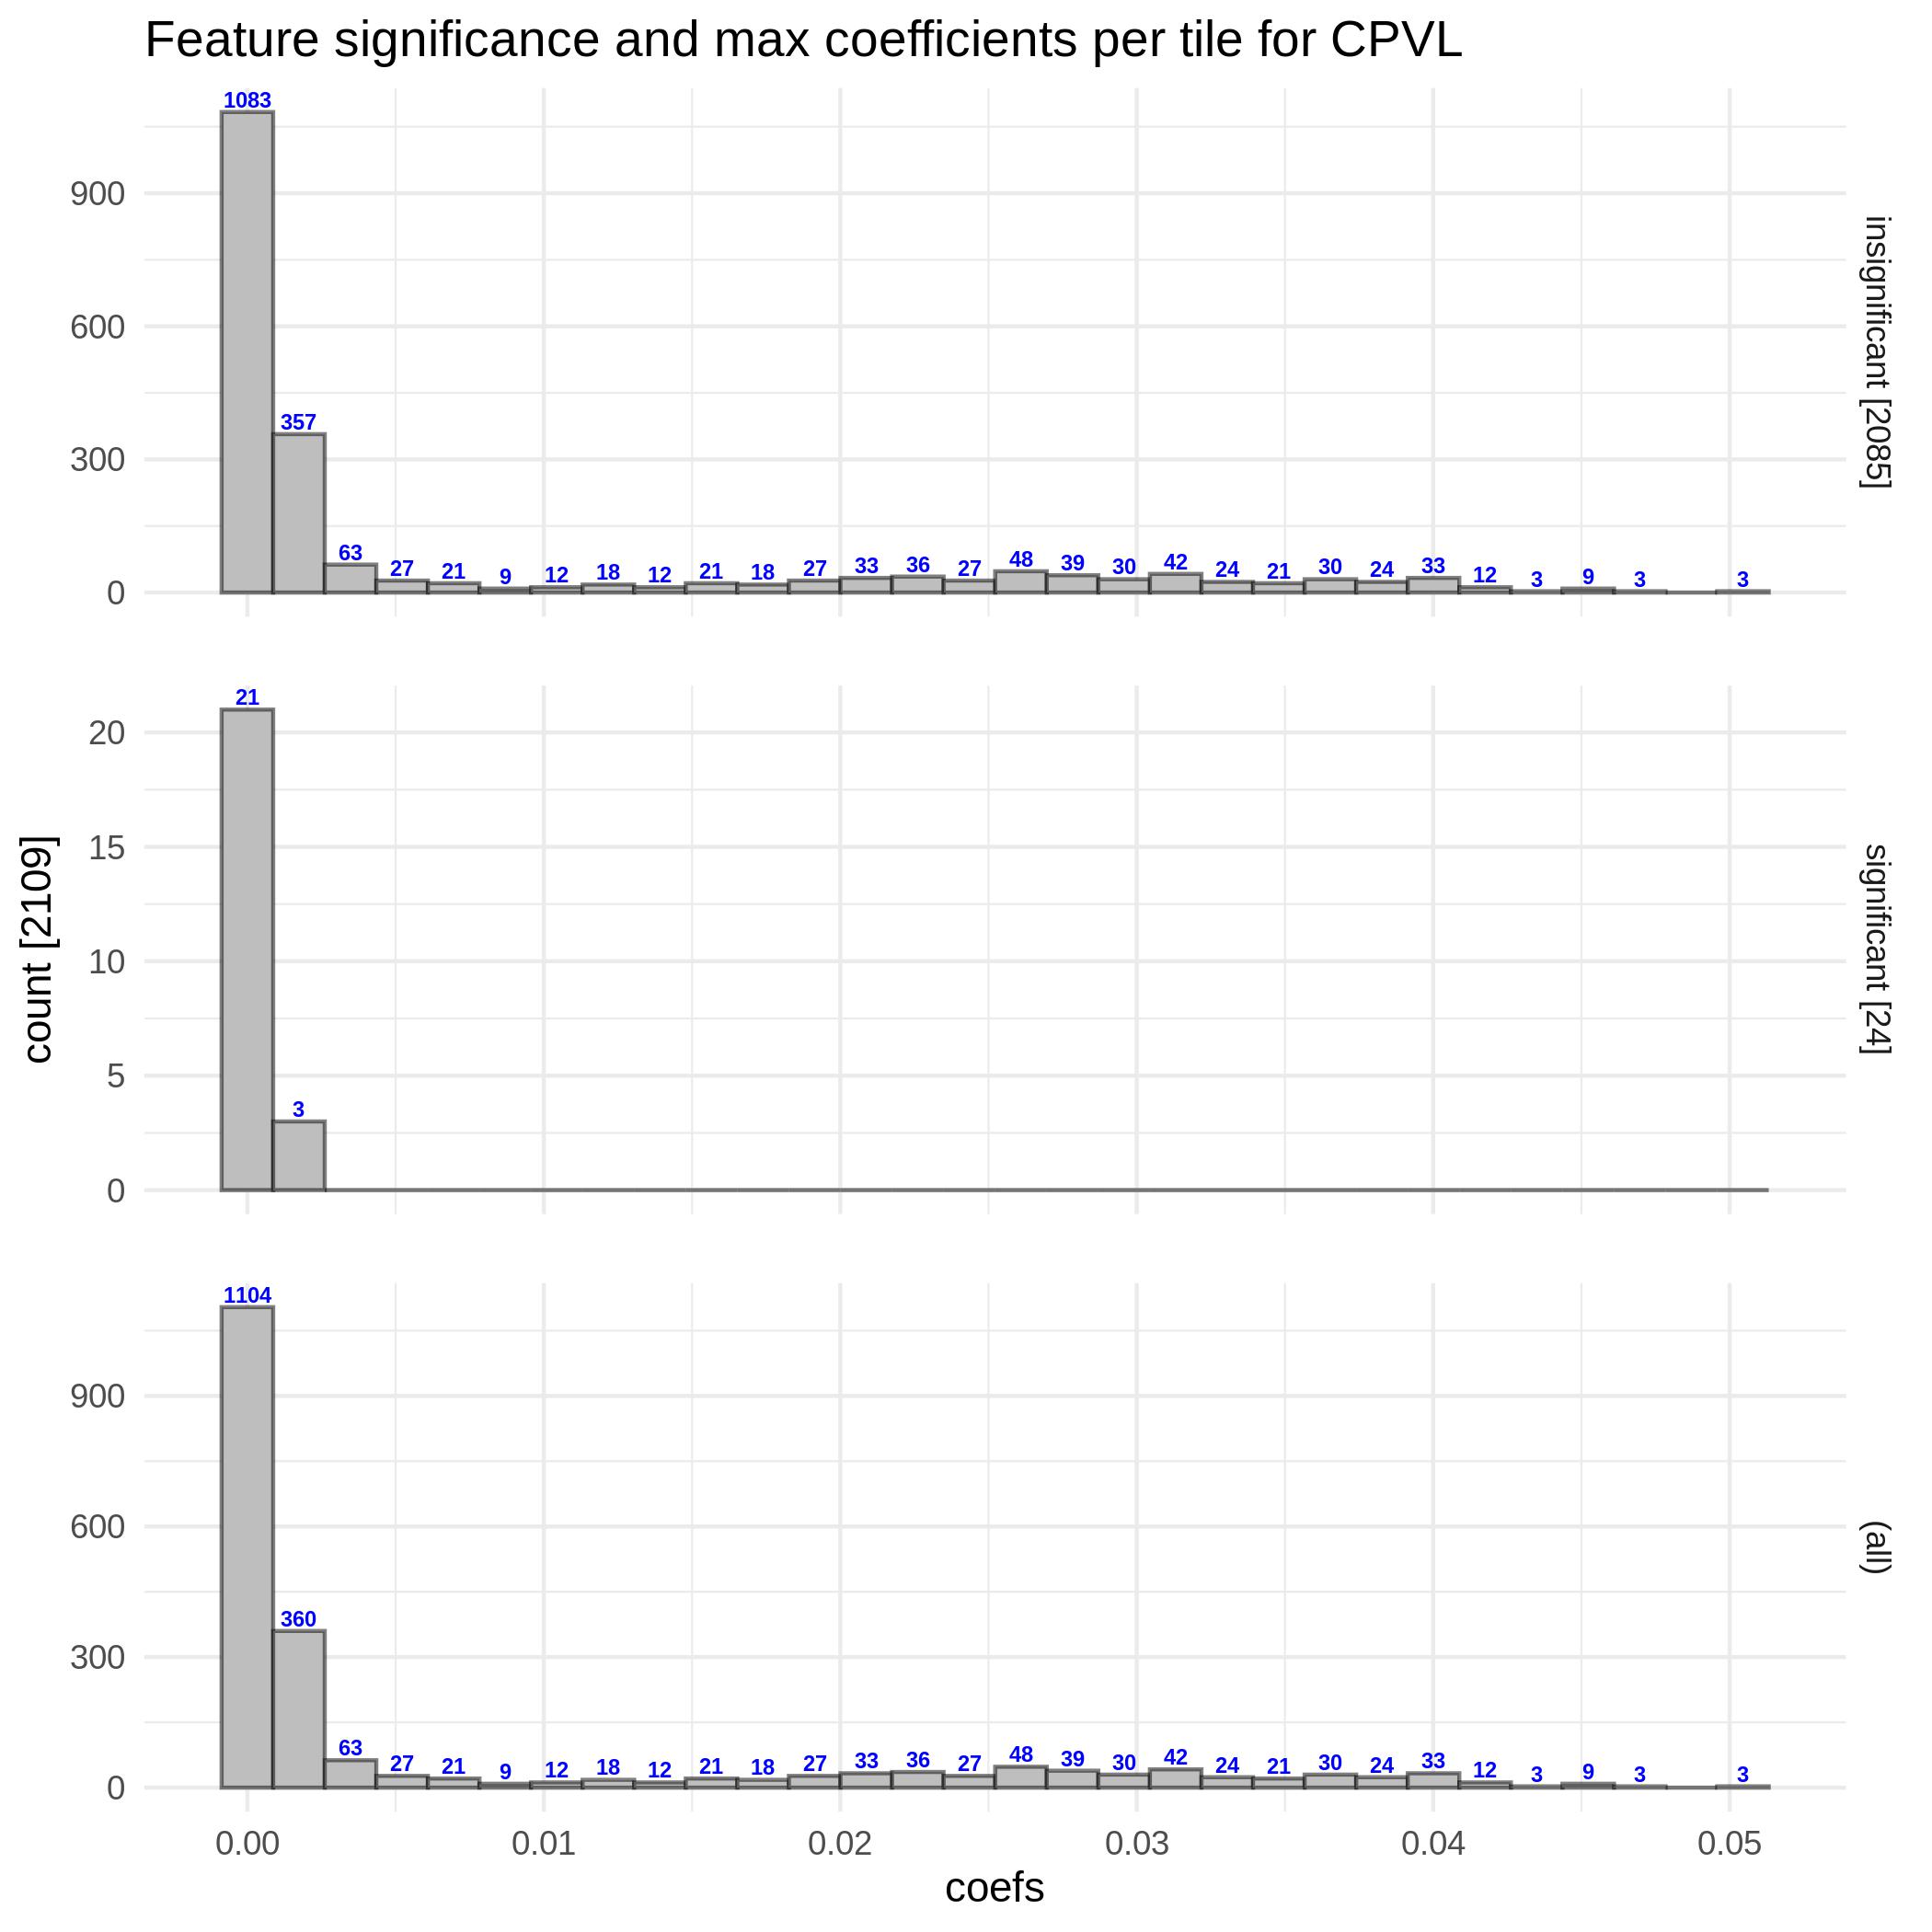 Feature significance and max coefficients per tile for CPVL
1083
357
63 27 21 9 12 18 12 21 18 27 33 36 27 48 39 30 42 24 21 30 24 33 12 3 9 3 3
900
600
300
0
insignificant [2085]
21
3
20
15
10
5
0
significant [24]
count [2109]
1104
360
63 27 21 9 12 18 12 21 18 27 33 36 27 48 39 30 42 24 21 30 24 33 12 3 9 3 3
900
600
300
0
(all)
0.00 0.01 0.02 0.03 0.04 0.05
coefs